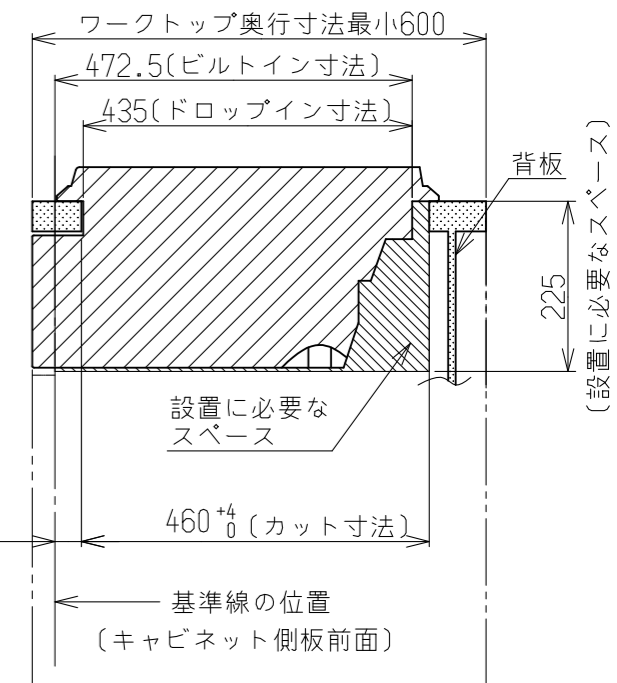 ワークトップ奥行寸法最小600
472.5(ビルトイン寸法)
435(ドロップイン寸法)
背板
225
(設置に必要なスペース)
設置に必要な
スペース
460 +4 0 (カット寸法)
基準線の位置
(キャビネット側板前面)